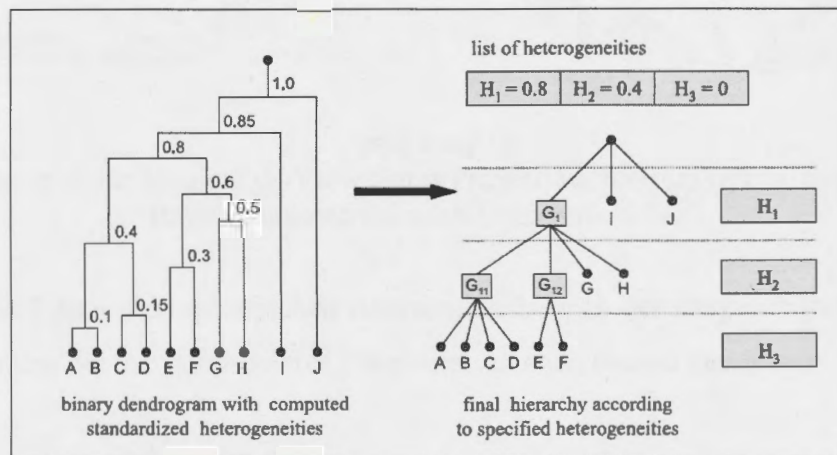 list of heterogeneities
H₁ = 0.8 H₂ = 0.4 H₃ = 0
1,0
0.85
0.8
0.6
0.5
0.4
0.3
0.15
0.1
A B C D E F G H I J
G₁ I J H₁
G₁₁ G₁₂ G H H₂
A B C D E F H₃
binary dendrogram with computed
standardized heterogeneities
final hierarchy according
to specified heterogeneities